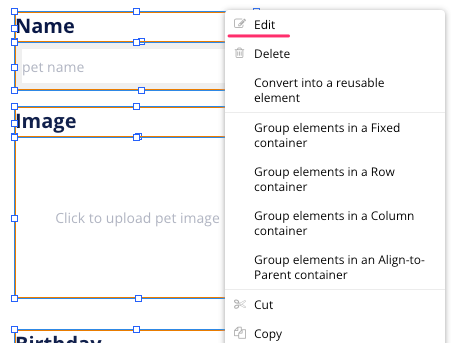 Name
pet name
Image
Click to upload pet image
Birthday
Edit
Delete
Convert into a reusable
element
Group elements in a Fixed
container
Group elements in a Row
container
Group elements in a Column
container
Group elements in an Align-to-
Parent container
Cut
Copy